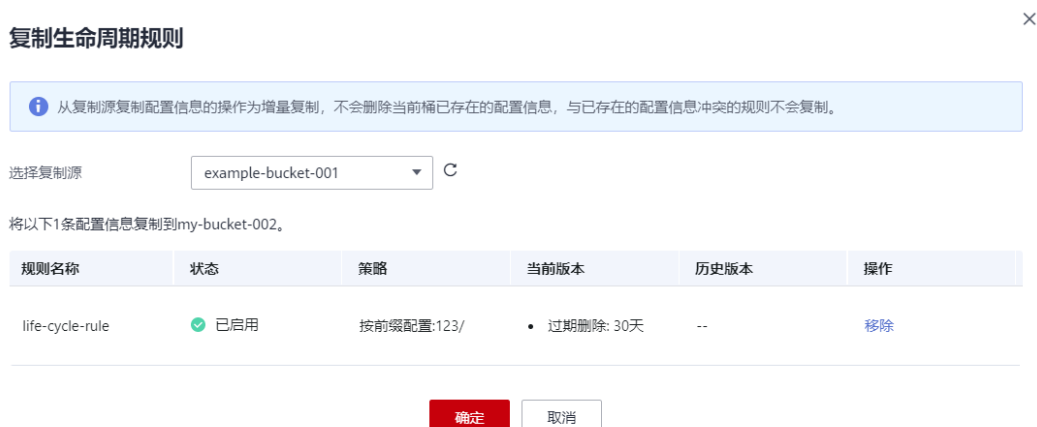 复制生命周期规则
从复制源复制配置信息的操作为增量复制，不会删除当前桶已存在的配置信息，与已存在的配置信息冲突的规则不会复制。
选择复制源 example-bucket-001
将以下1条配置信息复制到my-bucket-002。
规则名称 状态 策略 当前版本 历史版本 操作
life-cycle-rule 已启用 按前缀配置:123/ • 过期删除: 30天 -- 移除
确定 取消